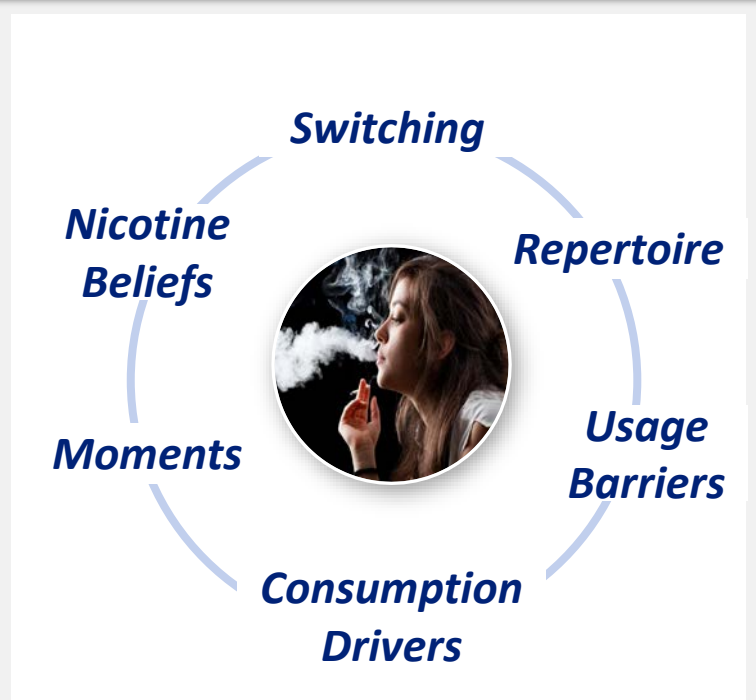 Switching
Nicotine
Beliefs
Repertoire
Moments
Usage
Barriers
Consumption
Drivers